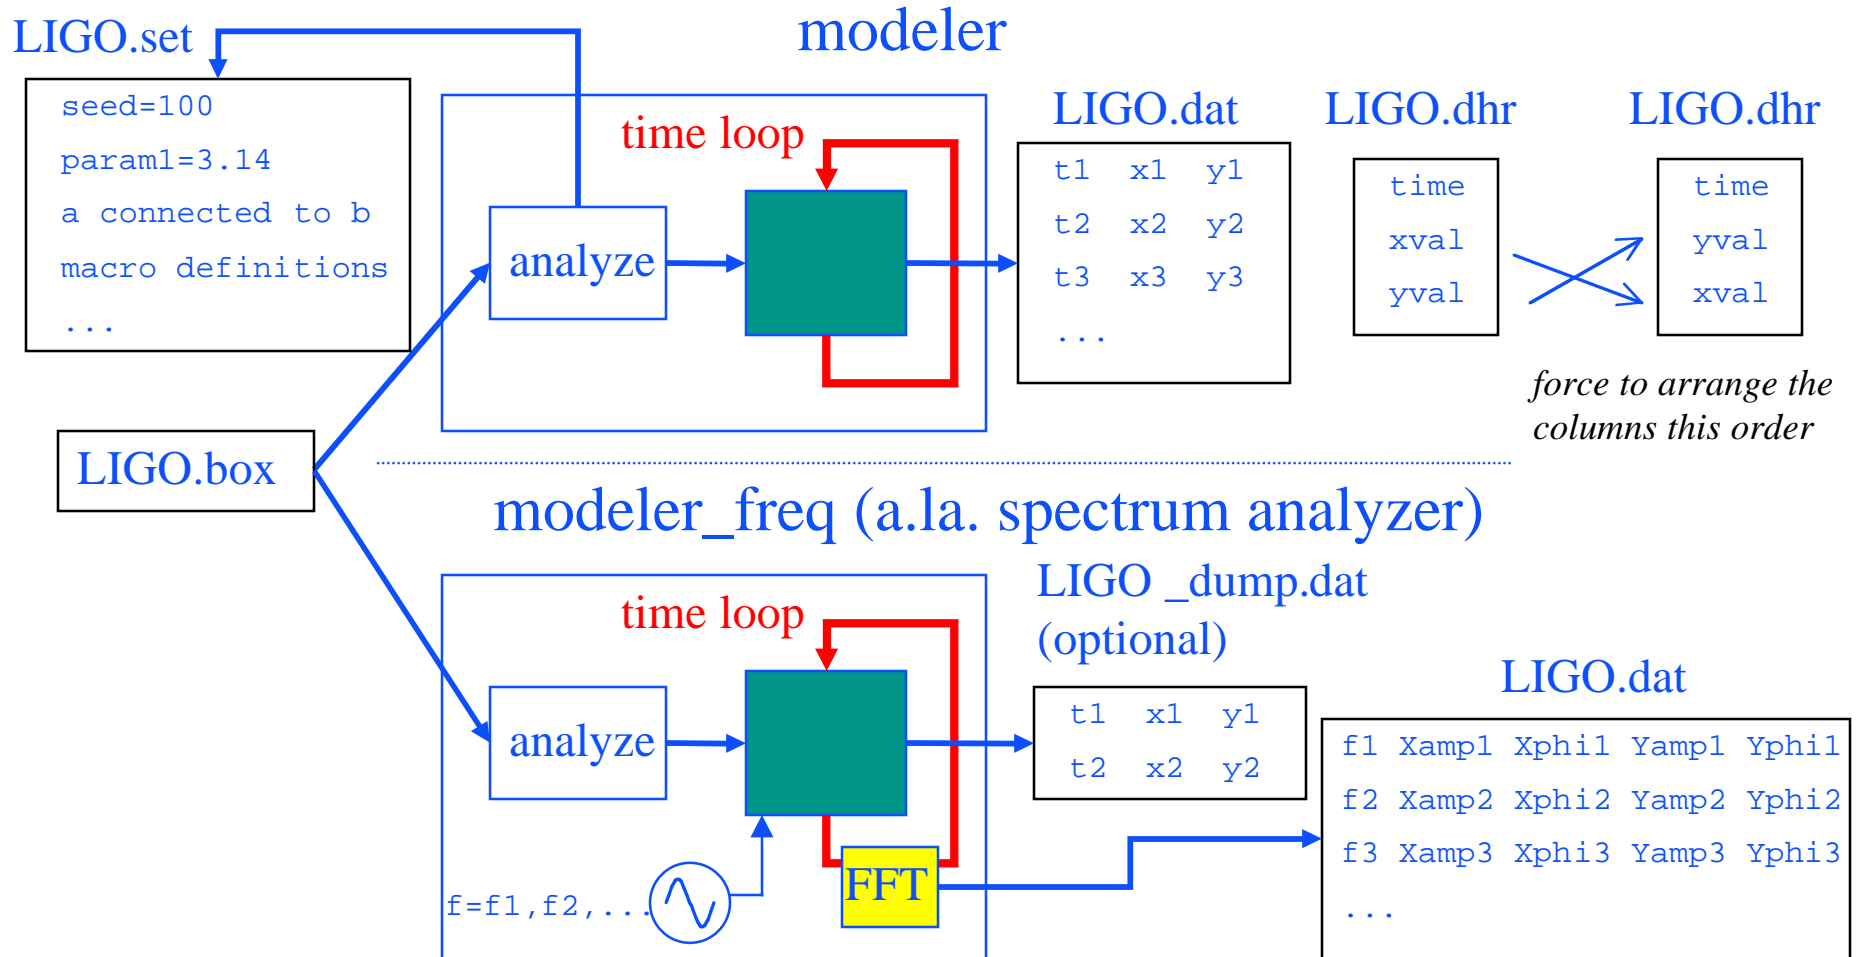 modeler
LIGO.set
seed=100
param1=3.14
a connected to b
macro definitions
...
time loop
analyze
LIGO.dat
t1 x1 y1
t2 x2 y2
t3 x3 y3
...
LIGO.dhr
time
xval
yval
LIGO.dhr
time
yval
xval
force to arrange the
columns this order
LIGO.box
modeler_freq (a.la. spectrum analyzer)
time loop
analyze
f=f1,f2,...
FFT
LIGO _dump.dat
(optional)
t1 x1 y1
t2 x2 y2
LIGO.dat
f1 Xamp1 Xphi1 Yamp1 Yphi1
f2 Xamp2 Xphi2 Yamp2 Yphi2
f3 Xamp3 Xphi3 Yamp3 Yphi3
...